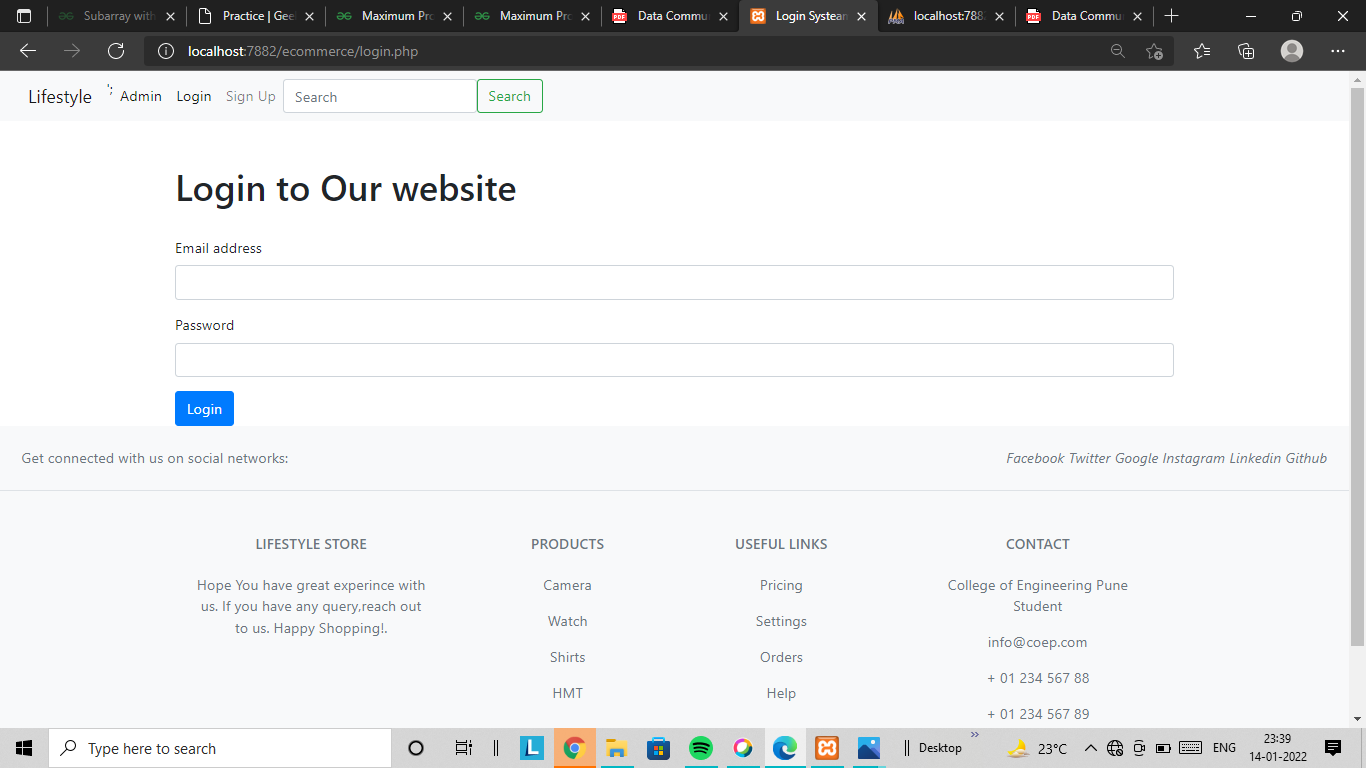 Subarray with
Practice | Gee
Maximum Pro
Maximum Pro
Data Commu
Login Systeam
localhost:7882
Data Commu
localhost:7882/ecommerce/login.php
Lifestyle Admin Login Sign Up Search Search
Login to Our website
Email address
Password
Login
Get connected with us on social networks:
Facebook Twitter Google Instagram Linkedin Github
LIFESTYLE STORE
Hope You have great experince with
us. If you have any query,reach out
to us. Happy Shopping!.
PRODUCTS
Camera
Watch
Shirts
HMT
USEFUL LINKS
Pricing
Settings
Orders
Help
CONTACT
College of Engineering Pune
Student
info@coep.com
+ 01 234 567 88
+ 01 234 567 89
Type here to search
Desktop
23°C
ENG
23:39
14-01-2022